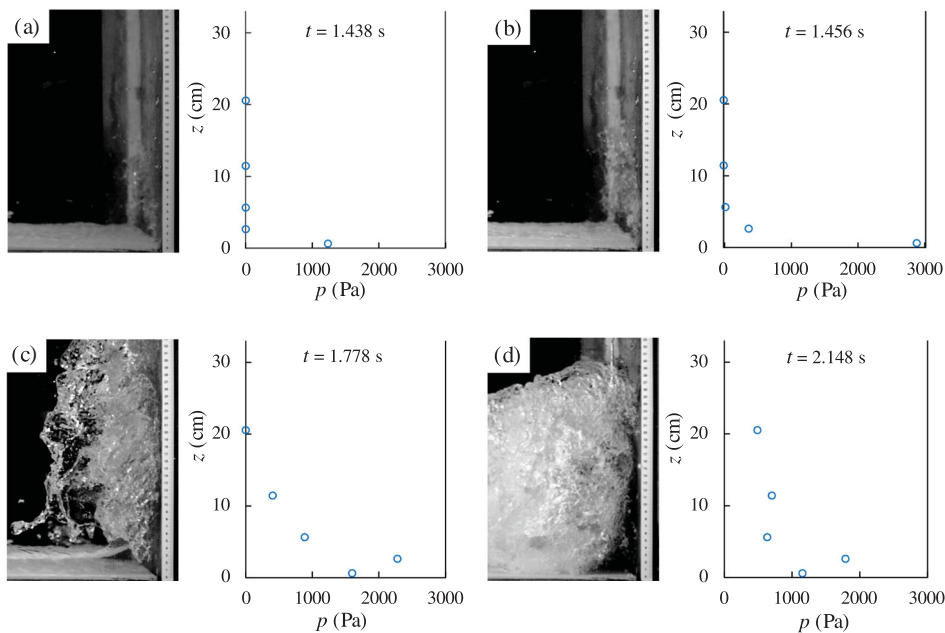 (a)
t = 1.438 s
30
20
10
0
z (cm)
0 1000 2000 3000
p (Pa)
(b)
t = 1.456 s
30
20
10
0
z (cm)
0 1000 2000 3000
p (Pa)
(c)
t = 1.778 s
30
20
10
0
z (cm)
0 1000 2000 3000
p (Pa)
(d)
t = 2.148 s
30
20
10
0
z (cm)
0 1000 2000 3000
p (Pa)